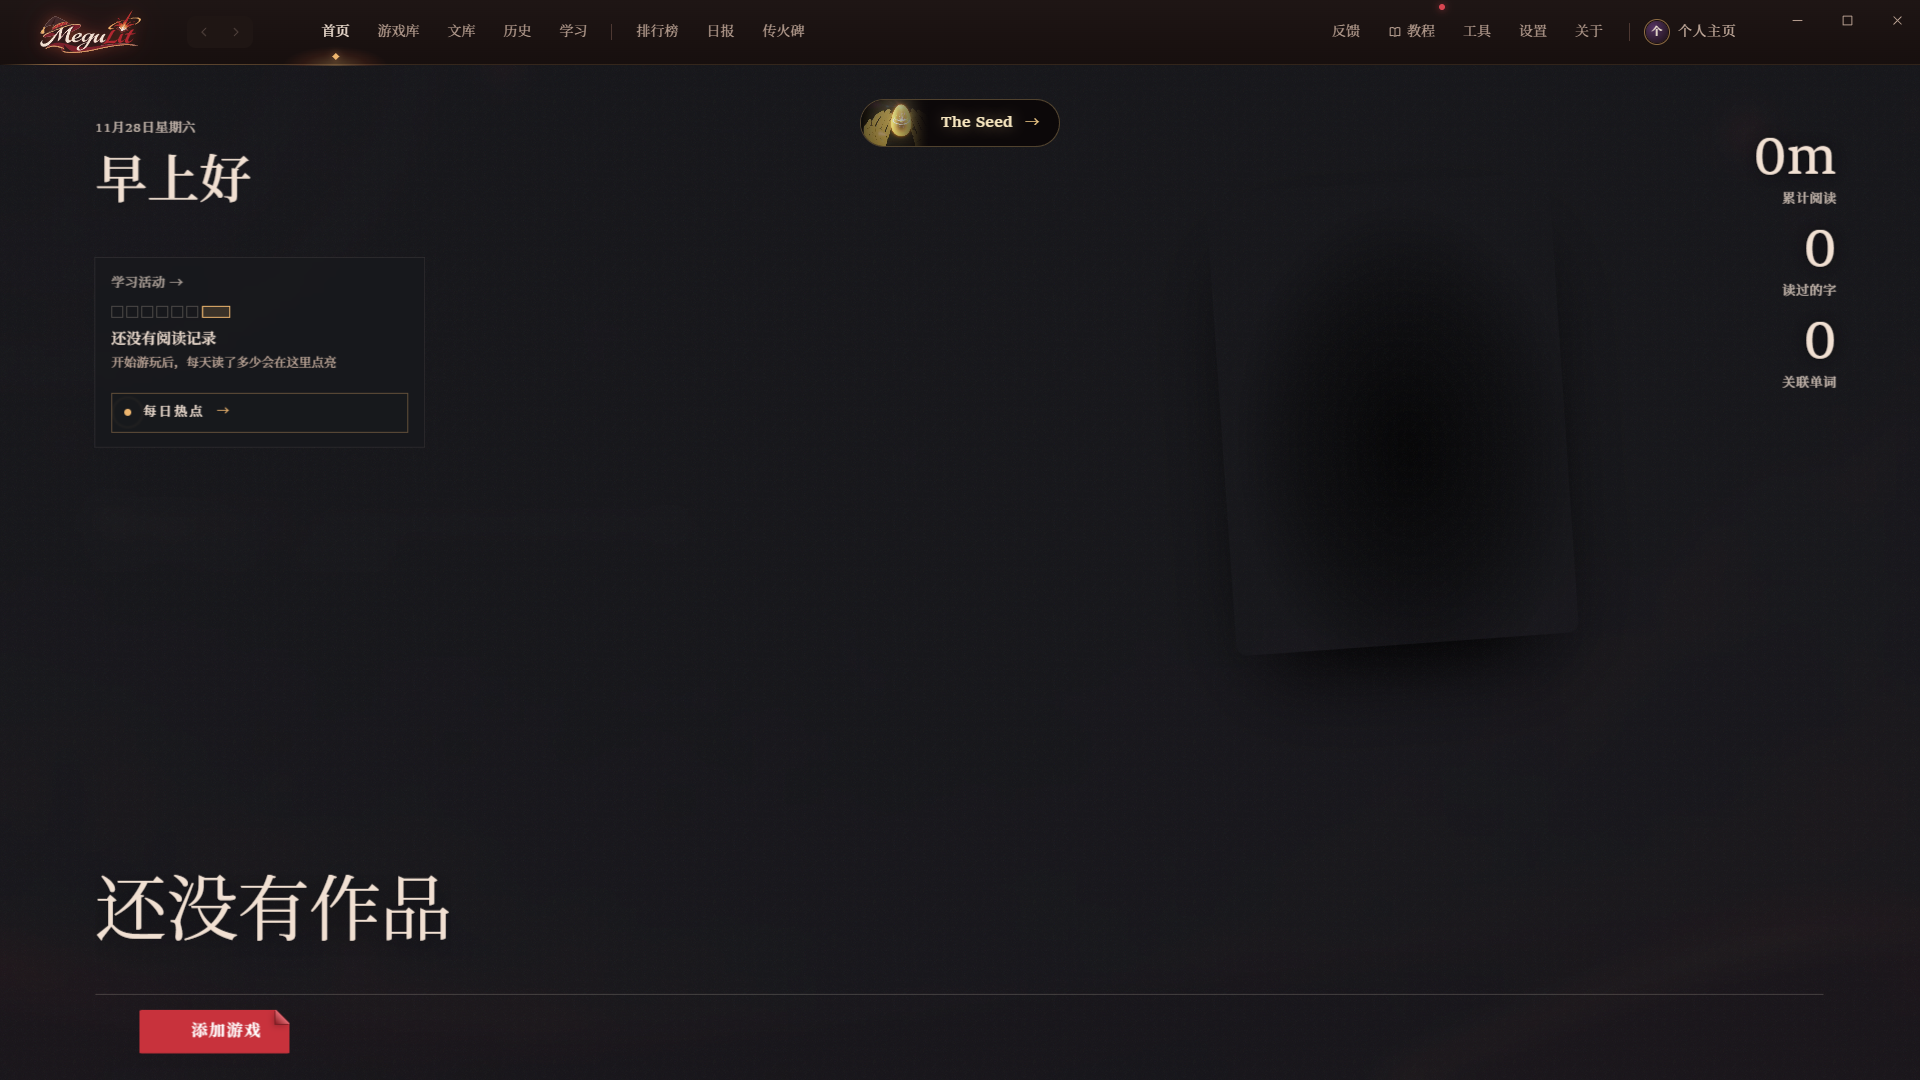 MeguLit
首页 游戏库 文库 历史 学习 排行榜 日报 传火碑
反馈 教程 工具 设置 关于 个 个人主页
11月28日星期六
早上好
The Seed →
0m
累计阅读
0
读过的字
0
关联单词
学习活动 →
还没有阅读记录
开始游玩后，每天读了多少会在这里点亮
每日热点 →
还没有作品
添加游戏